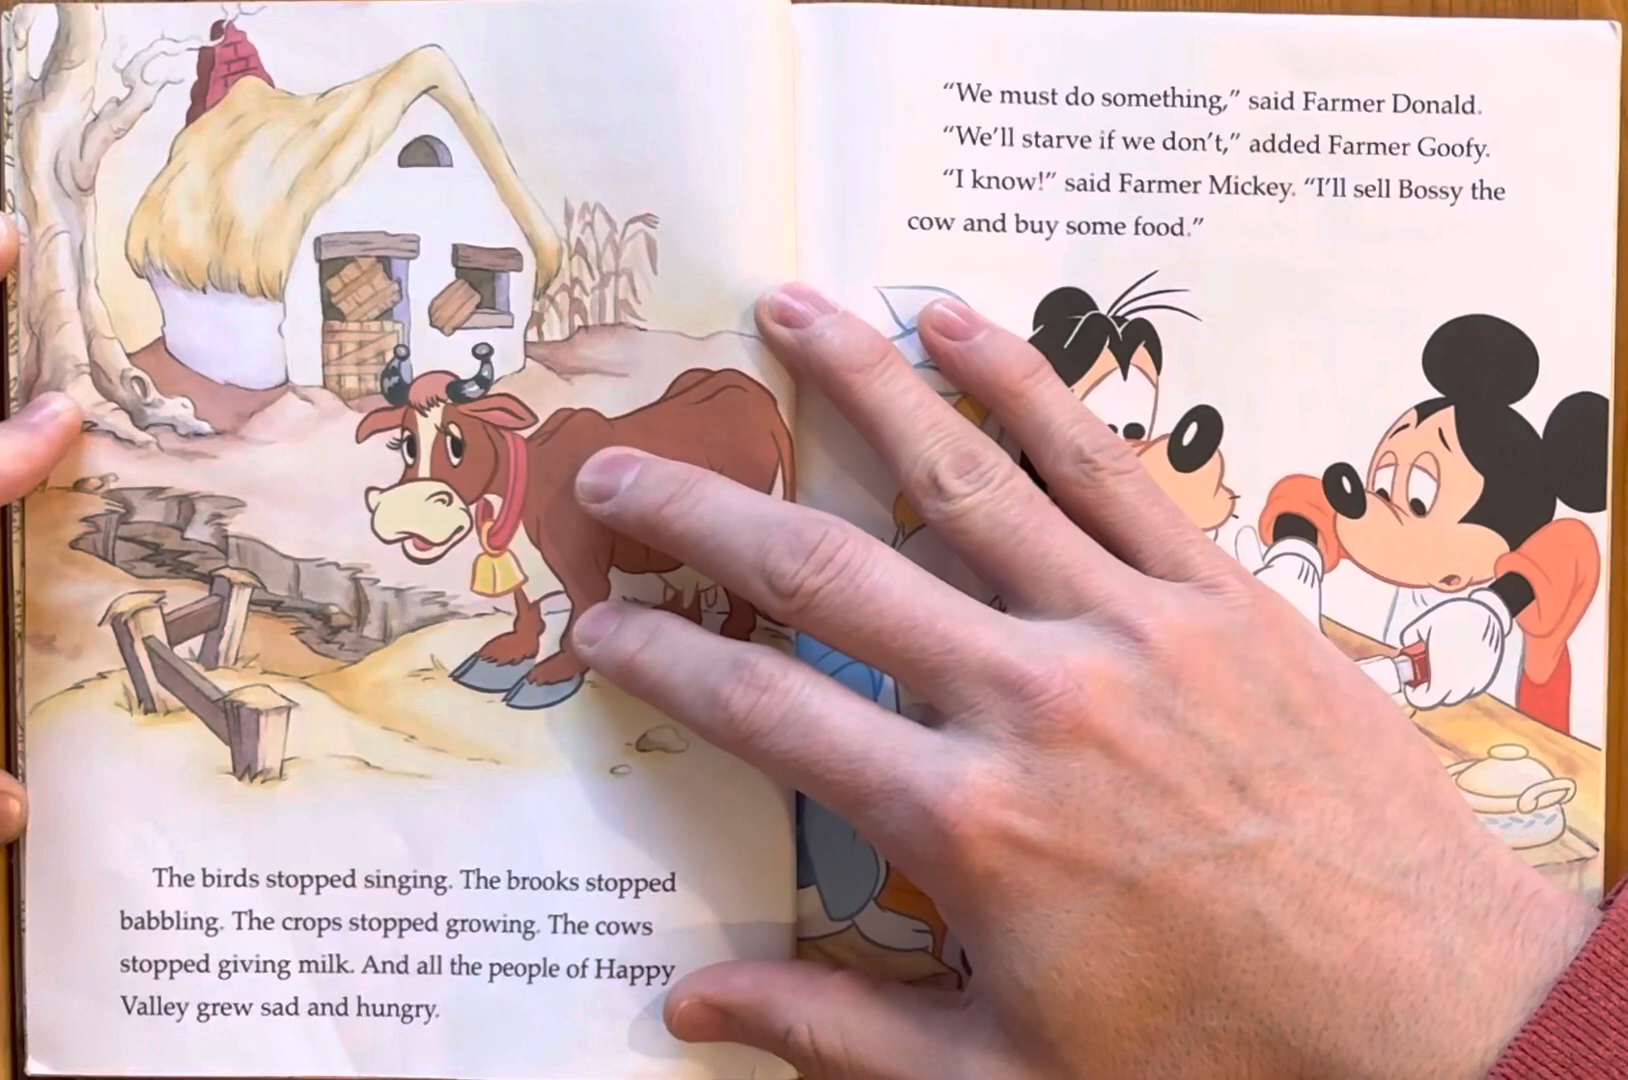 The birds stopped singing. The brooks stopped
babbling. The crops stopped growing. The cows
stopped giving milk. And all the people of Happy
Valley grew sad and hungry.
“We must do something,” said Farmer Donald.
“We’ll starve if we don’t,” added Farmer Goofy.
“I know!” said Farmer Mickey. “I’ll sell Bossy the
cow and buy some food.”